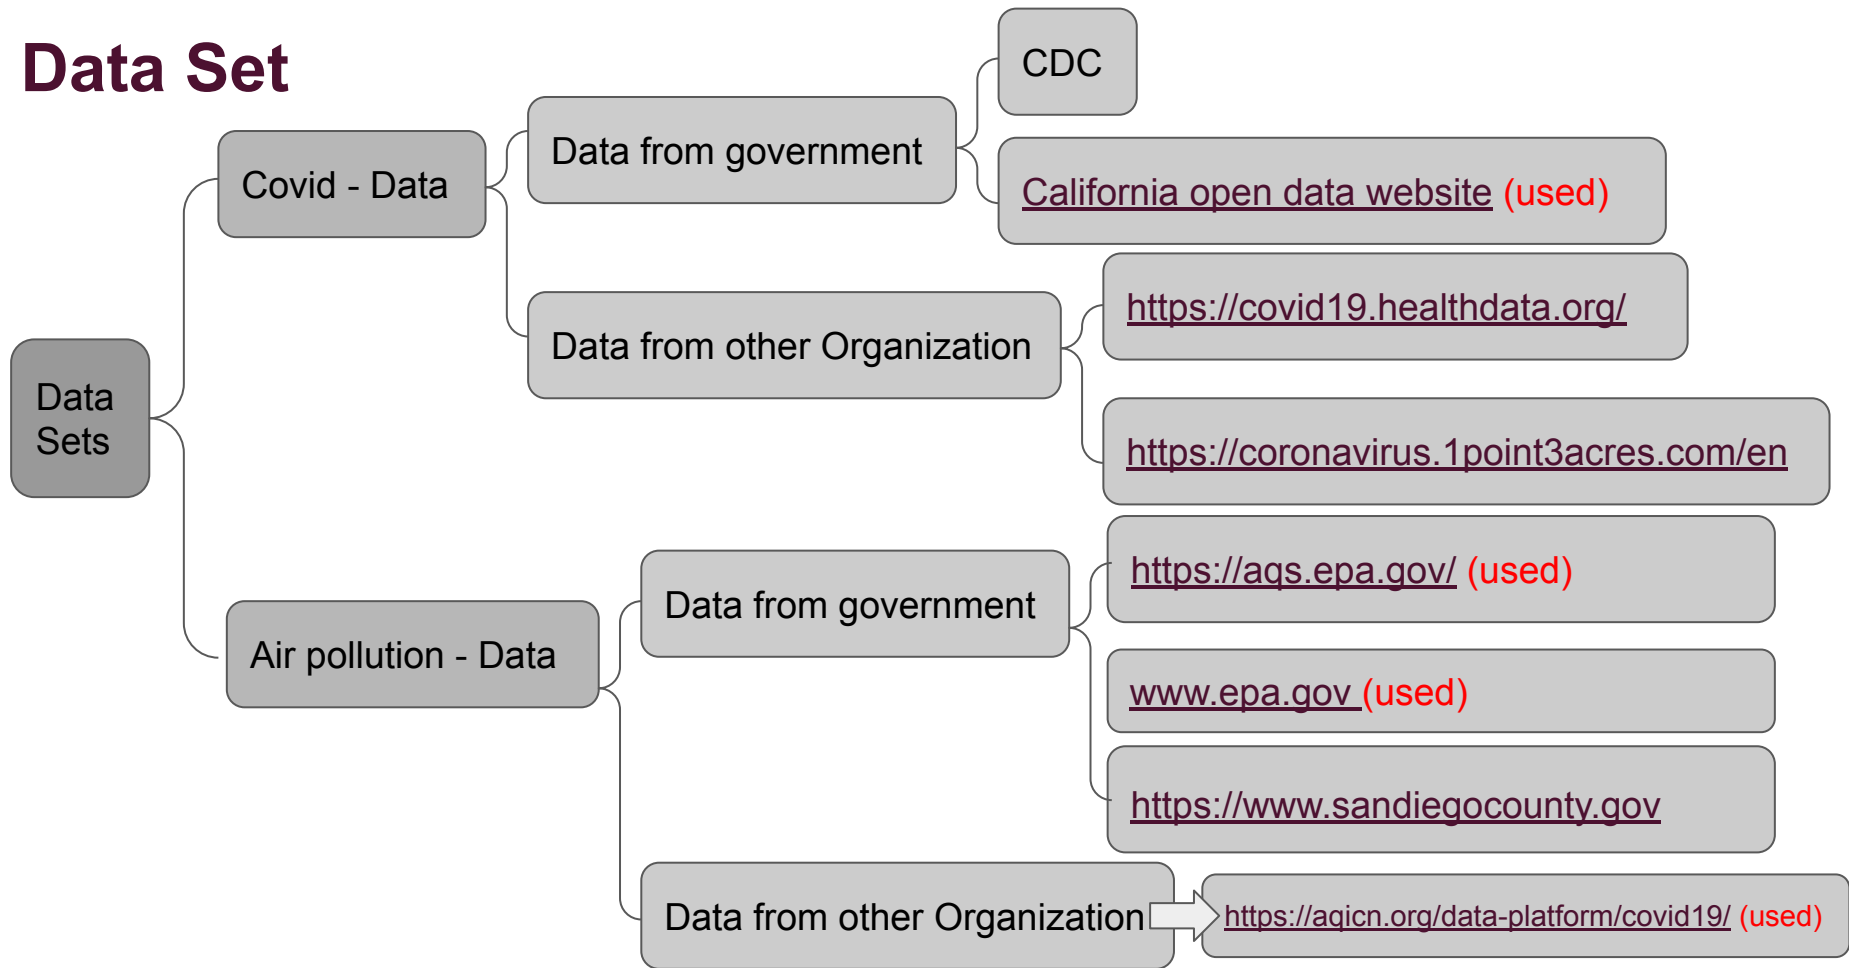 Data Set
Data
Sets
Covid - Data
Data from government
CDC
California open data website (used)
Data from other Organization
https://covid19.healthdata.org/
https://coronavirus.1point3acres.com/en
Air pollution - Data
Data from government
https://aqs.epa.gov/ (used)
www.epa.gov (used)
https://www.sandiegocounty.gov
Data from other Organization
https://aqicn.org/data-platform/covid19/ (used)